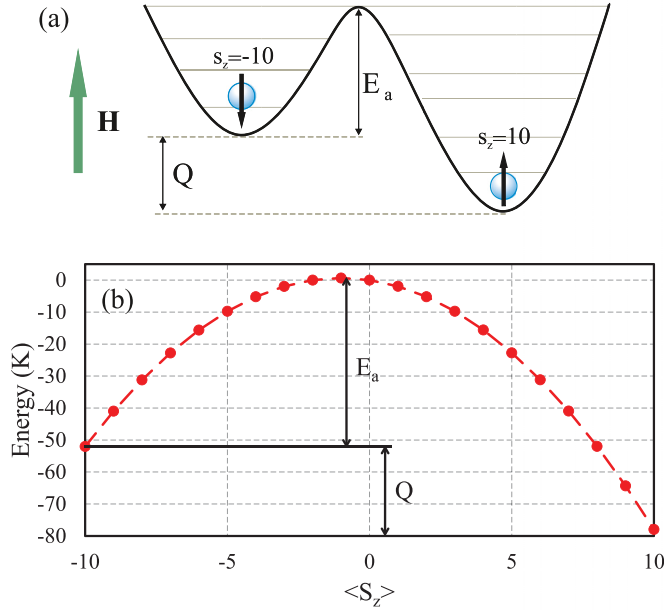 (a)
s_z=-10
E_a
H
s_z=10
Q
(b)
0
-10
-20
-30
-40
-50
-60
-70
-80
Energy (K)
E_a
Q
-10
-5
0
5
10
<S_z>